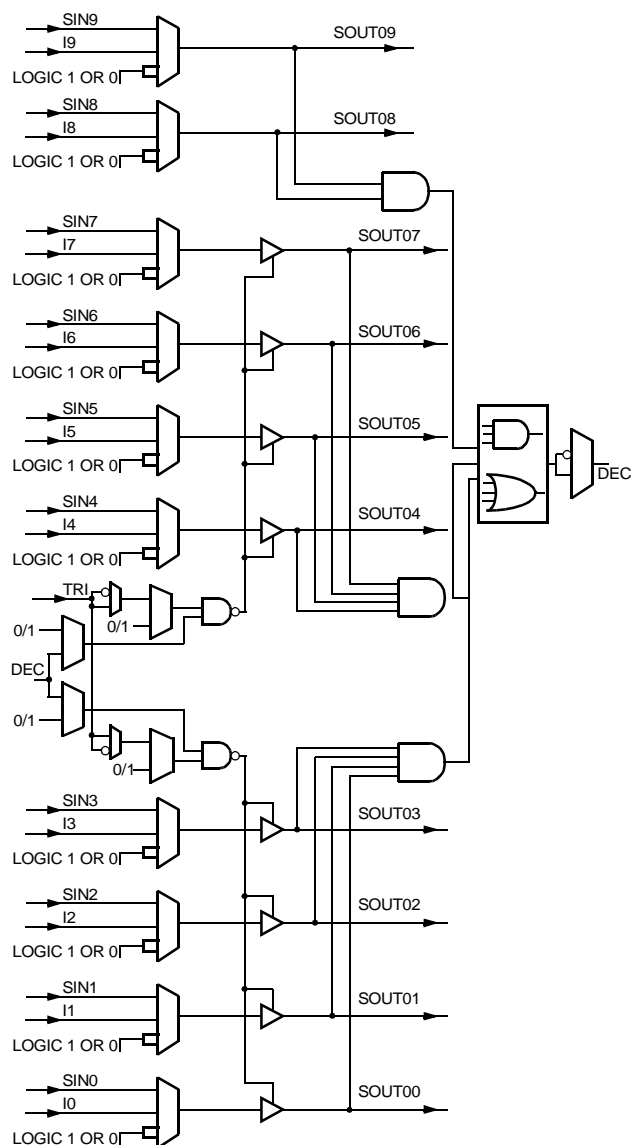 SIN9
SOUT09
I9
LOGIC 1 OR 0
SIN8
SOUT08
I8
LOGIC 1 OR 0
SIN7
SOUT07
I7
LOGIC 1 OR 0
SIN6
SOUT06
I6
LOGIC 1 OR 0
SIN5
SOUT05
I5
LOGIC 1 OR 0
DEC
SIN4
SOUT04
I4
LOGIC 1 OR 0
TRI
0/1
0/1
DEC
0/1
0/1
SIN3
SOUT03
I3
LOGIC 1 OR 0
SIN2
SOUT02
I2
LOGIC 1 OR 0
SIN1
SOUT01
I1
LOGIC 1 OR 0
SIN0
SOUT00
I0
LOGIC 1 OR 0